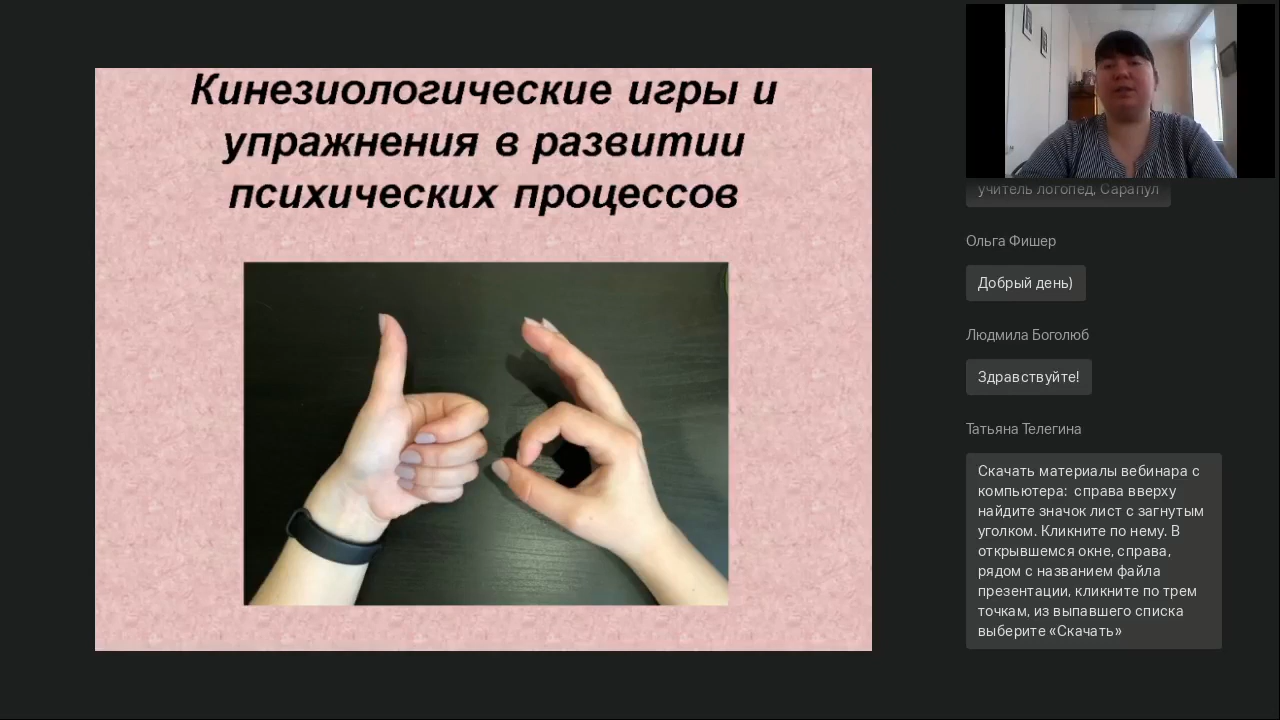 Кинезиологические игры и
упражнения в развитии
психических процессов
учитель логопед, Сарапул
Ольга Фишер
Добрый день)
Людмила Боголюб
Здравствуйте!
Татьяна Телегина
Скачать материалы вебинара с
компьютера: справа вверху
найдите значок лист с загнутым
уголком. Кликните по нему. В
открывшемся окне, справа,
рядом с названием файла
презентации, кликните по трем
точкам, из выпавшего списка
выберите «Скачать»